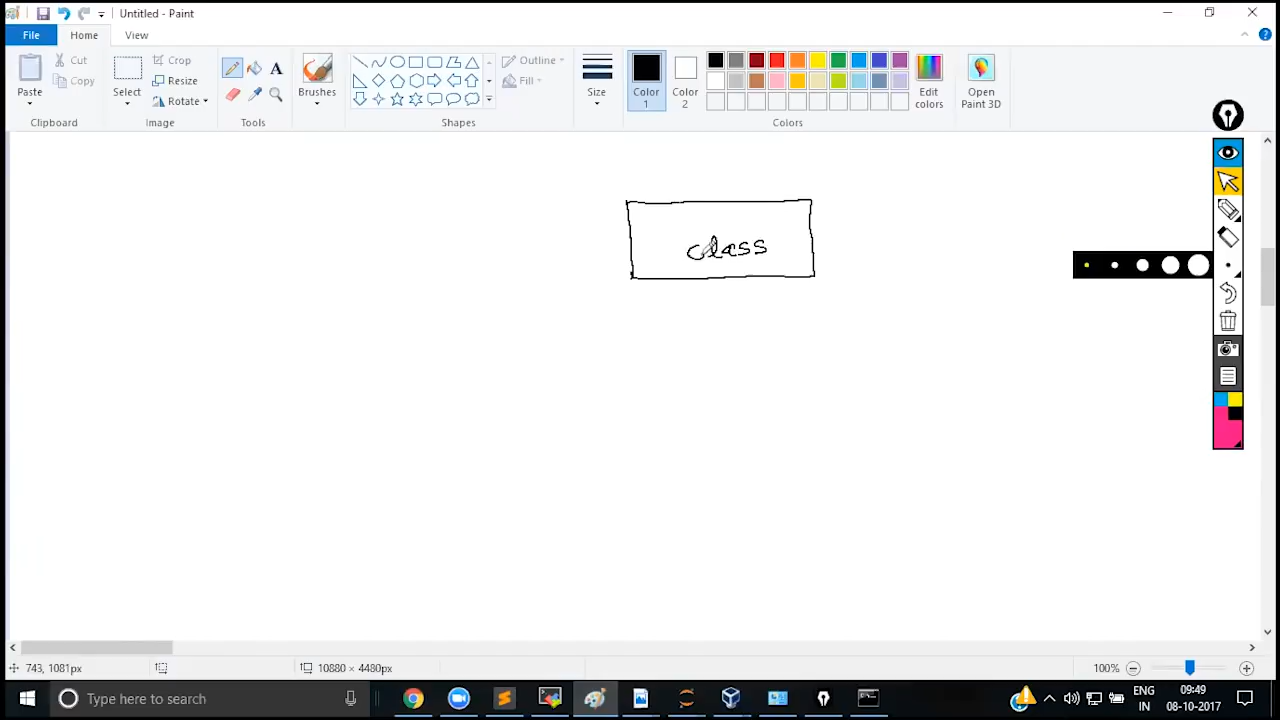 Untitled - Paint
File
Home
View
Paste
Cut
Copy
Clipboard
Select
Crop
Resize
Rotate
Image
A
Tools
Brushes
Outline
Fill
Shapes
Size
Color 1
Color 2
Edit colors
Open Paint 3D
Colors
class
743, 1081px
10880 × 4480px
100%
Type here to search
ENG
IN
09:49
08-10-2017